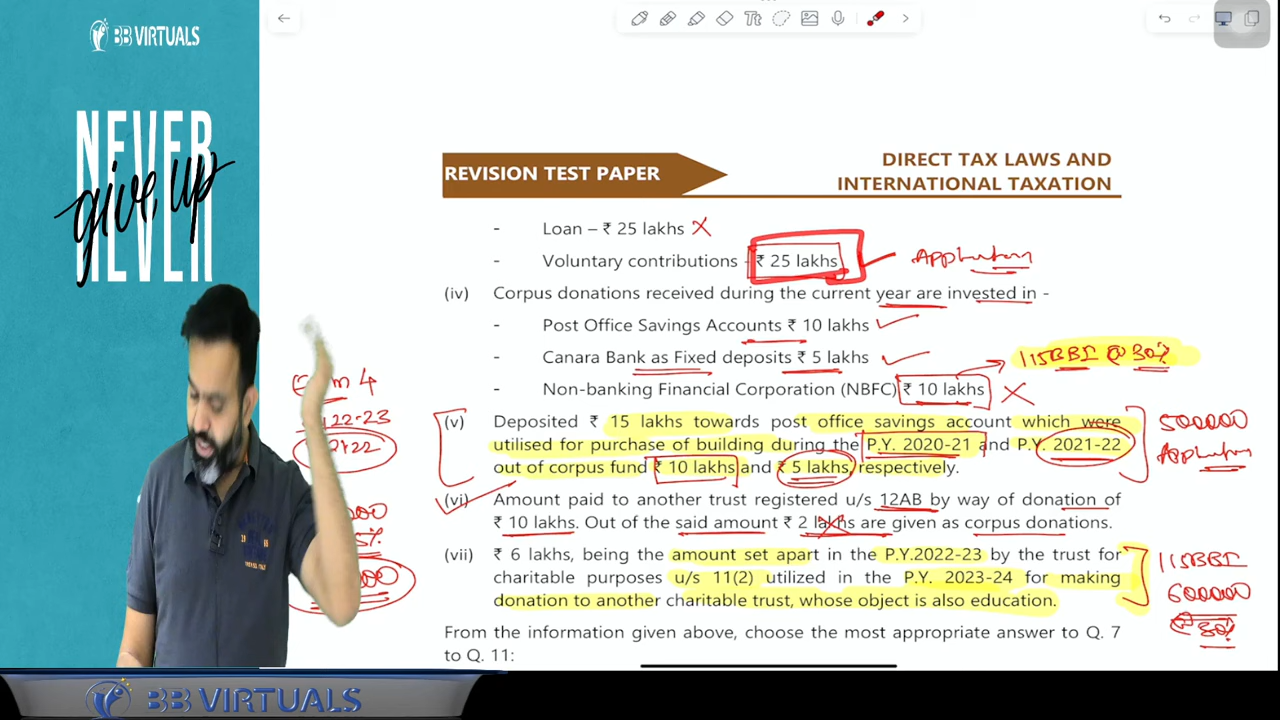 BB VIRTUALS
NEVER
give up
NEVER
REVISION TEST PAPER
DIRECT TAX LAWS AND
INTERNATIONAL TAXATION
- Loan – ₹ 25 lakhs X
- Voluntary contributions - ₹ 25 lakhs
(iv) Corpus donations received during the current year are invested in -
- Post Office Savings Accounts ₹ 10 lakhs
- Canara Bank as Fixed deposits ₹ 5 lakhs
115BBI @ 30%
- Non-banking Financial Corporation (NBFC) ₹ 10 lakhs X
4
22-23
(v) Deposited ₹ 15 lakhs towards post office savings account which were
500000
utilised for purchase of building during the P.Y. 2020-21 and P.Y. 2021-22
out of corpus fund ₹ 10 lakhs and ₹ 5 lakhs, respectively.
(vi) Amount paid to another trust registered u/s 12AB by way of donation of
₹ 10 lakhs. Out of the said amount ₹ 2 lakhs are given as corpus donations.
(vii) ₹ 6 lakhs, being the amount set apart in the P.Y.2022-23 by the trust for
115BBI
charitable purposes u/s 11(2) utilized in the P.Y. 2023-24 for making
600000
donation to another charitable trust, whose object is also education.
@ 30%
From the information given above, choose the most appropriate answer to Q. 7
to Q. 11:
BB VIRTUALS